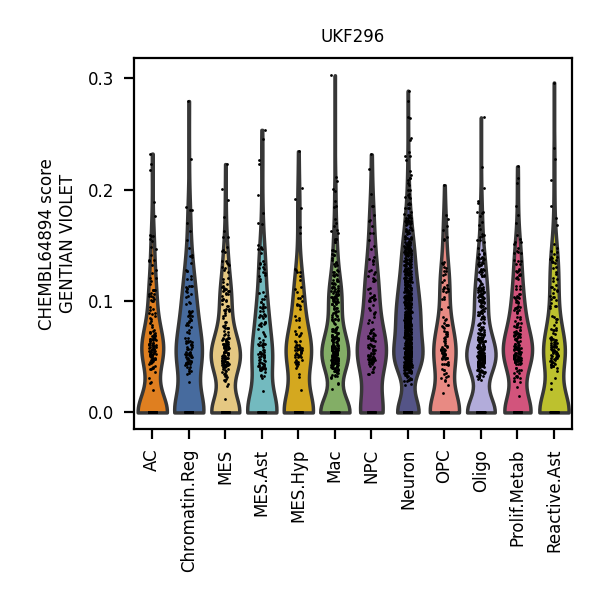 UKF296
CHEMBL64894 score
GENTIAN VIOLET
0.3
0.2
0.1
0.0
AC
Chromatin.Reg
MES
MES.Ast
MES.Hyp
Mac
NPC
Neuron
OPC
Oligo
Prolif.Metab
Reactive.Ast